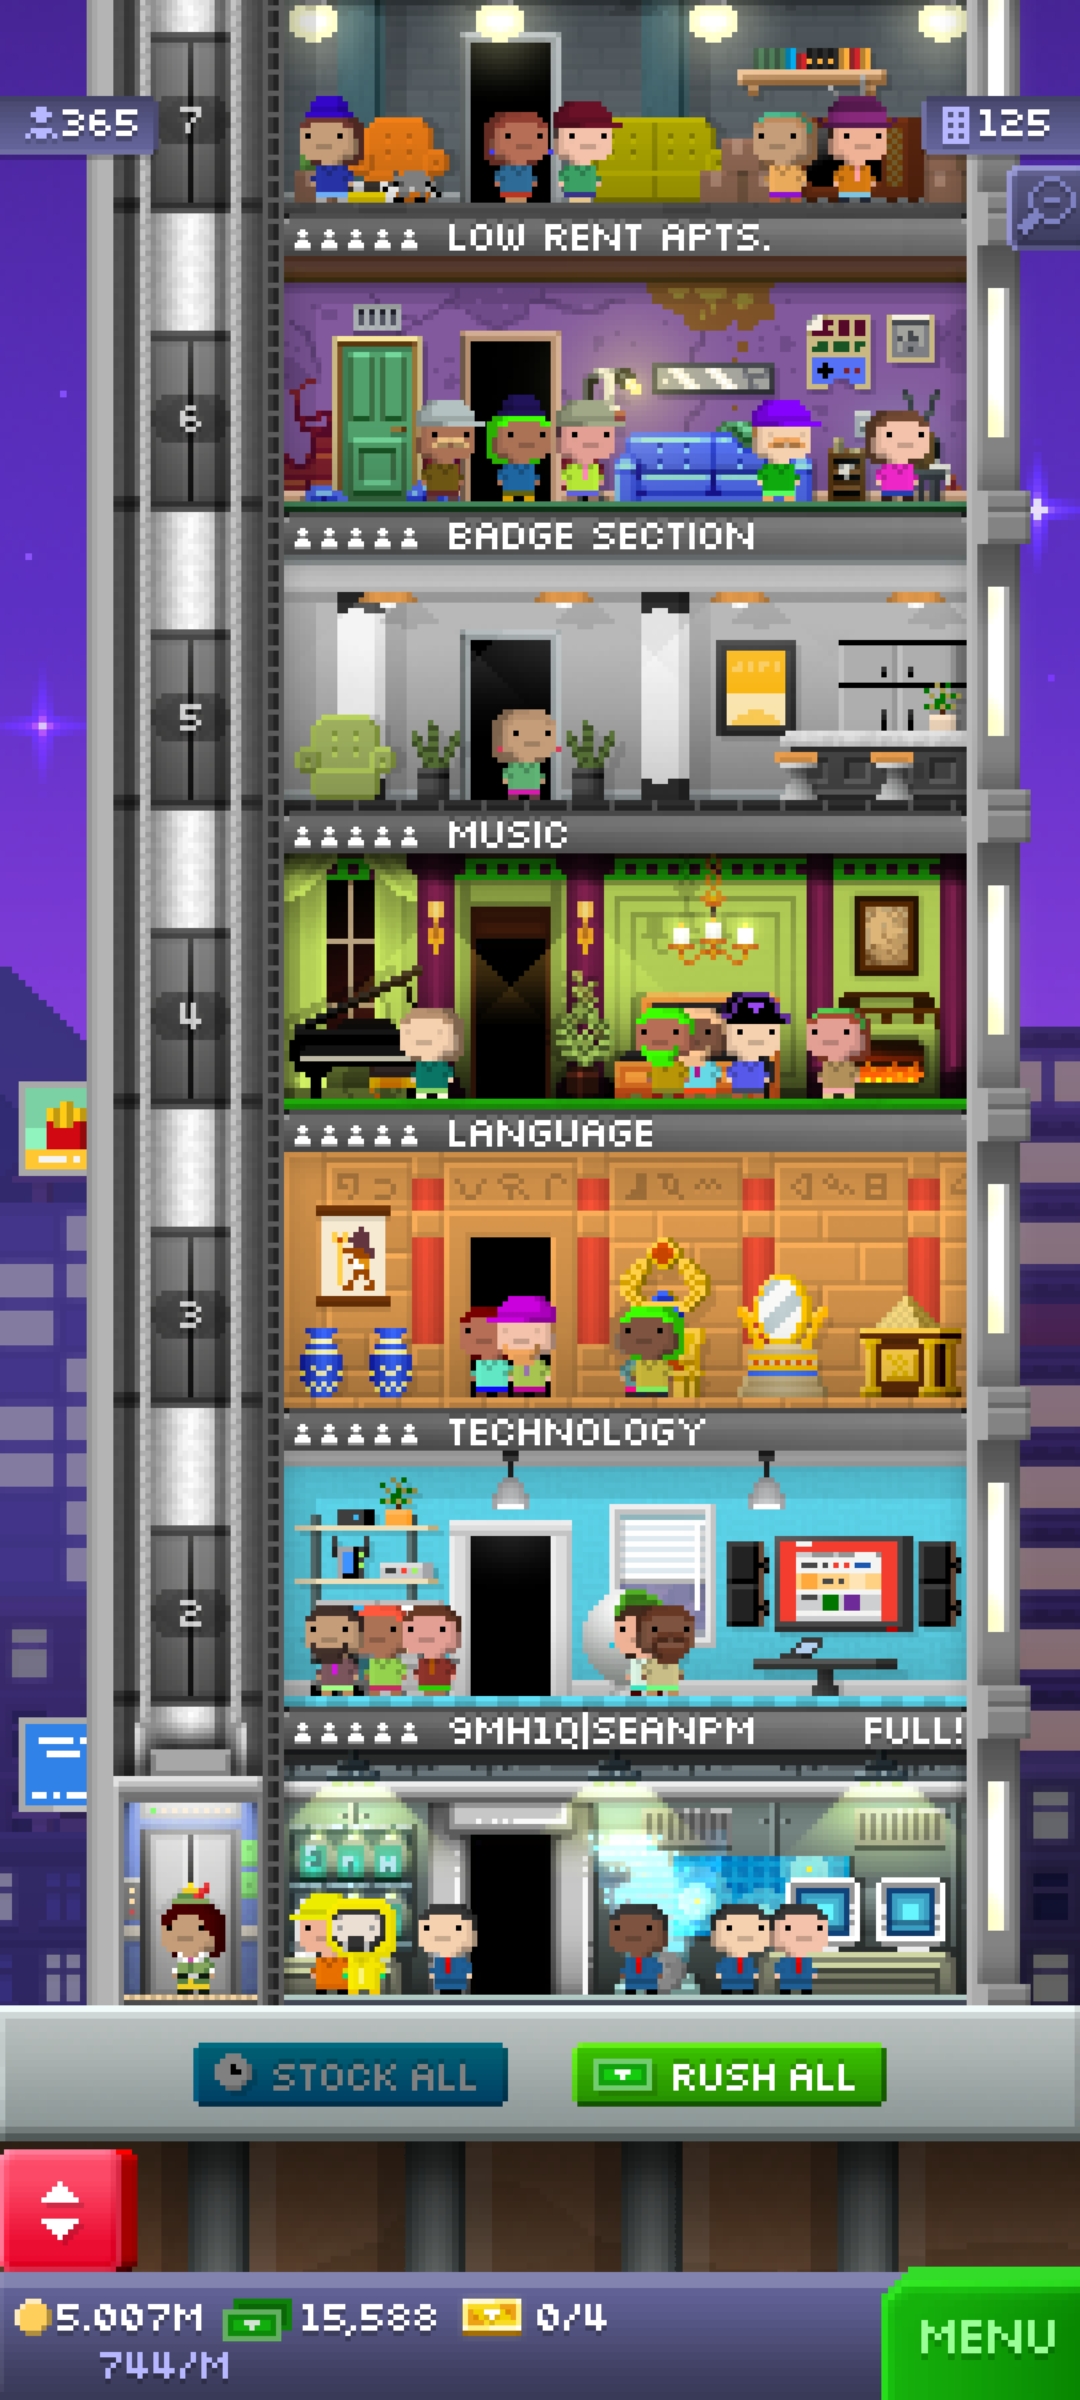 7
365
125
LOW RENT APTS.
6
BADGE SECTION
5
MUSIC
4
LANGUAGE
3
TECHNOLOGY
2
9MH1Q|SEANPM FULL!
STOCK ALL
RUSH ALL
5.007M 15,588 0/4
744/M
MENU